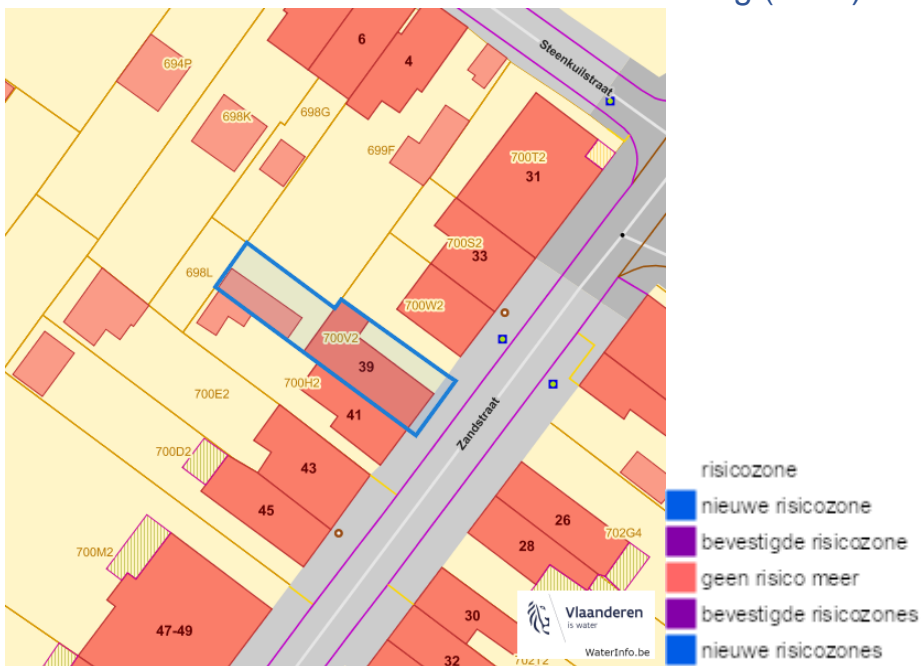 6
4
Steenkuilstraat
694P
698K
698G
699F
700T2
31
700S2
33
698L
700W2
700V2
39
700H2
700E2
41
Zandstraat
43
700D2
45
26
702G4
28
700M2
47-49
30
32
702T2
Vlaanderen
is water
WaterInfo.be
risicozone
nieuwe risicozone
bevestigde risicozone
geen risico meer
bevestigde risicozones
nieuwe risicozones